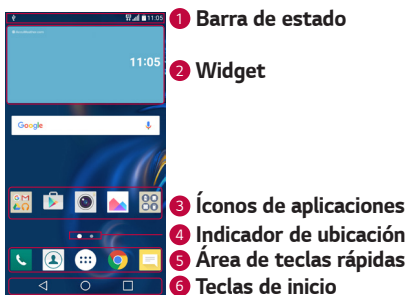 11:05
1 Barra de estado
11:05
2 Widget
Google
3 Íconos de aplicaciones
4 Indicador de ubicación
5 Área de teclas rápidas
6 Teclas de inicio